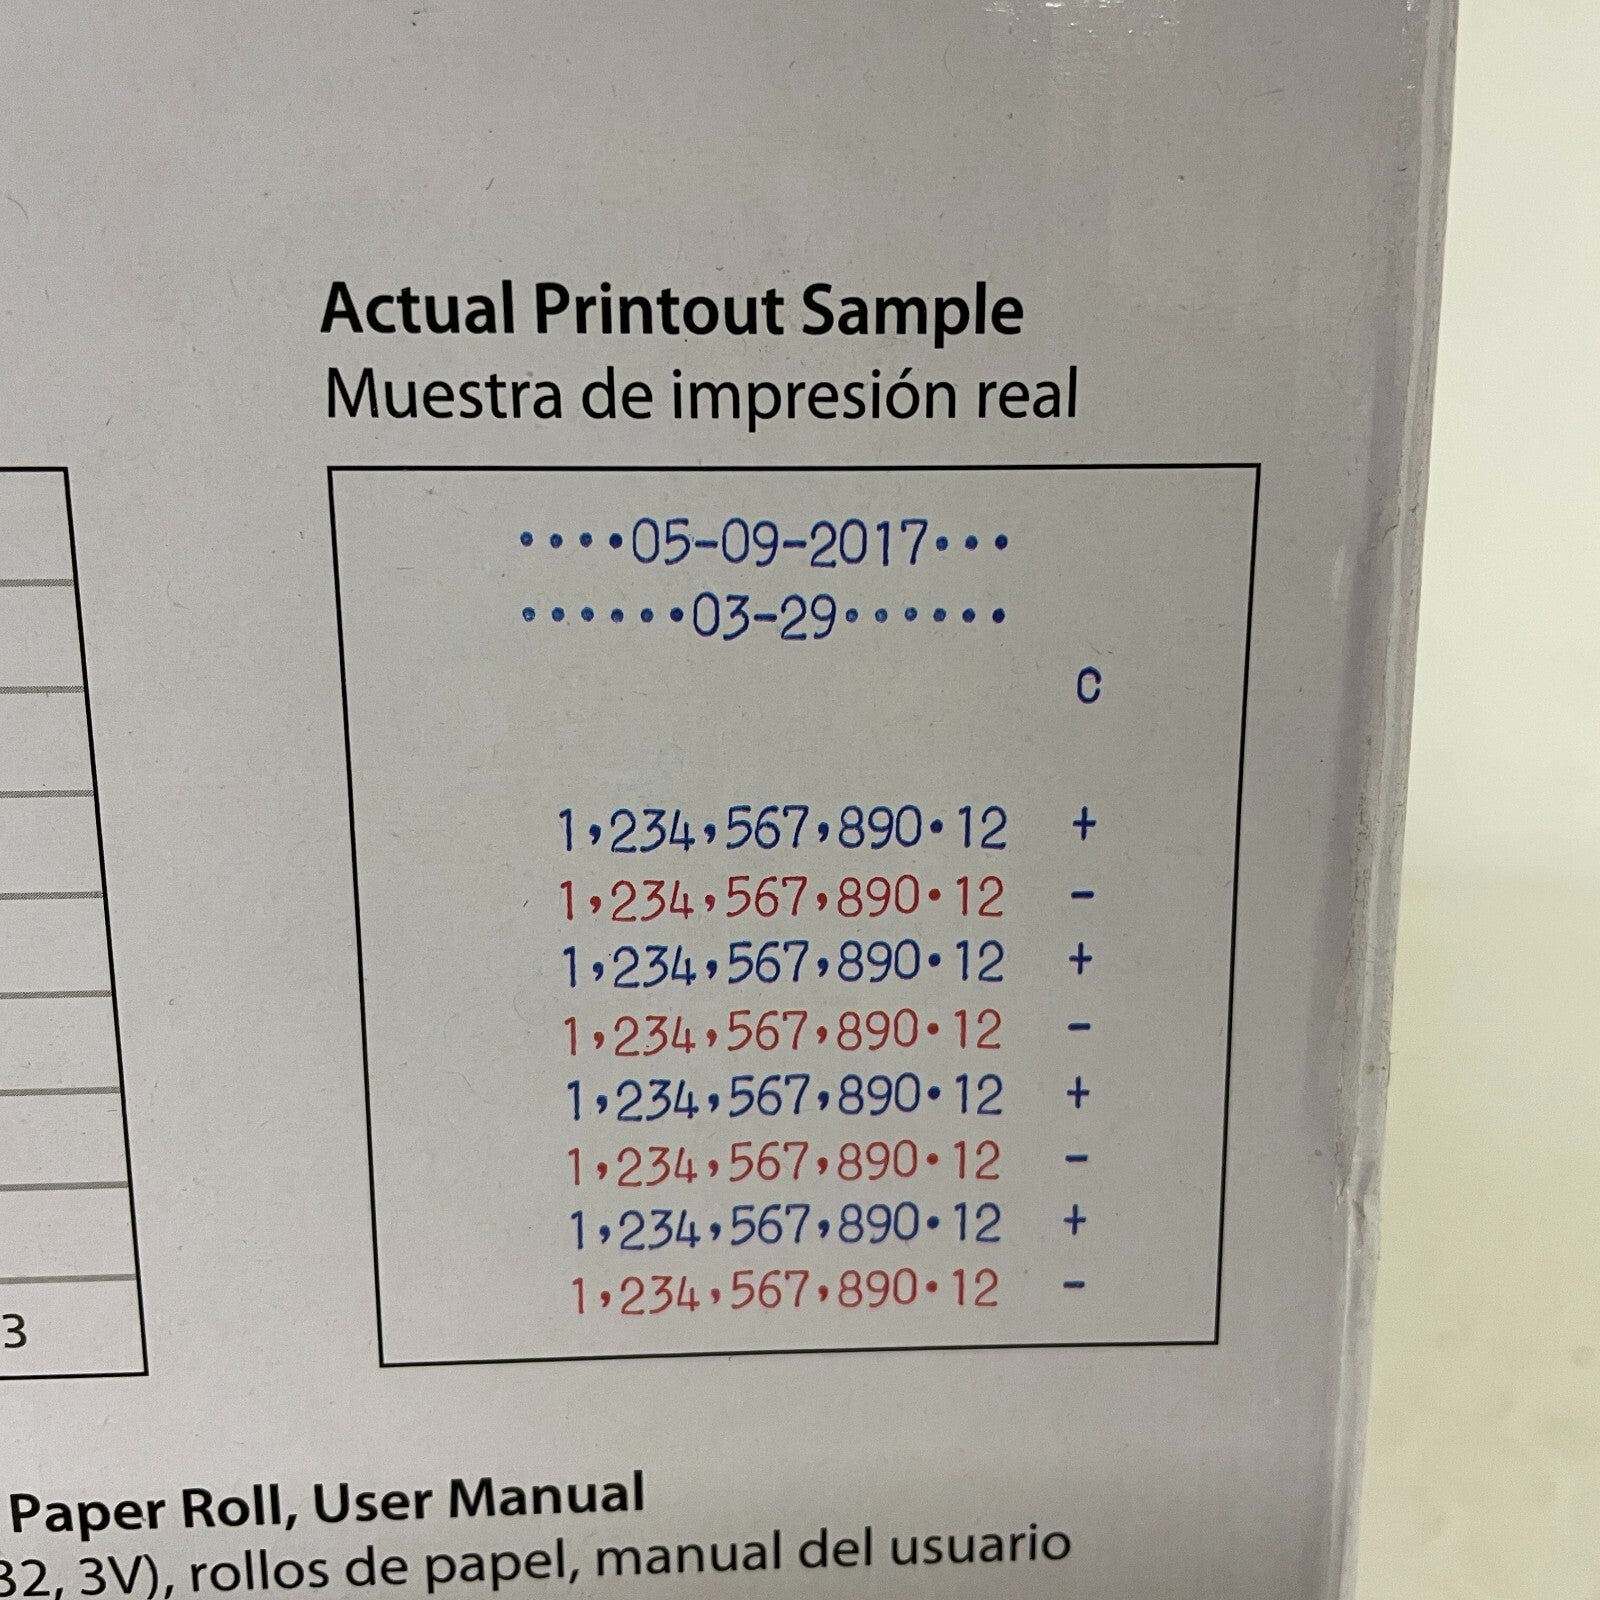 Actual Printout Sample
Muestra de impresión real
····05-09-2017···
······03-29······
C
1,234,567,890·12 +
1,234,567,890·12 -
1,234,567,890·12 +
1,234,567,890·12 -
1,234,567,890·12 +
1,234,567,890·12 -
1,234,567,890·12 +
1,234,567,890·12 -
3
Paper Roll, User Manual
32, 3V), rollos de papel, manual del usuario